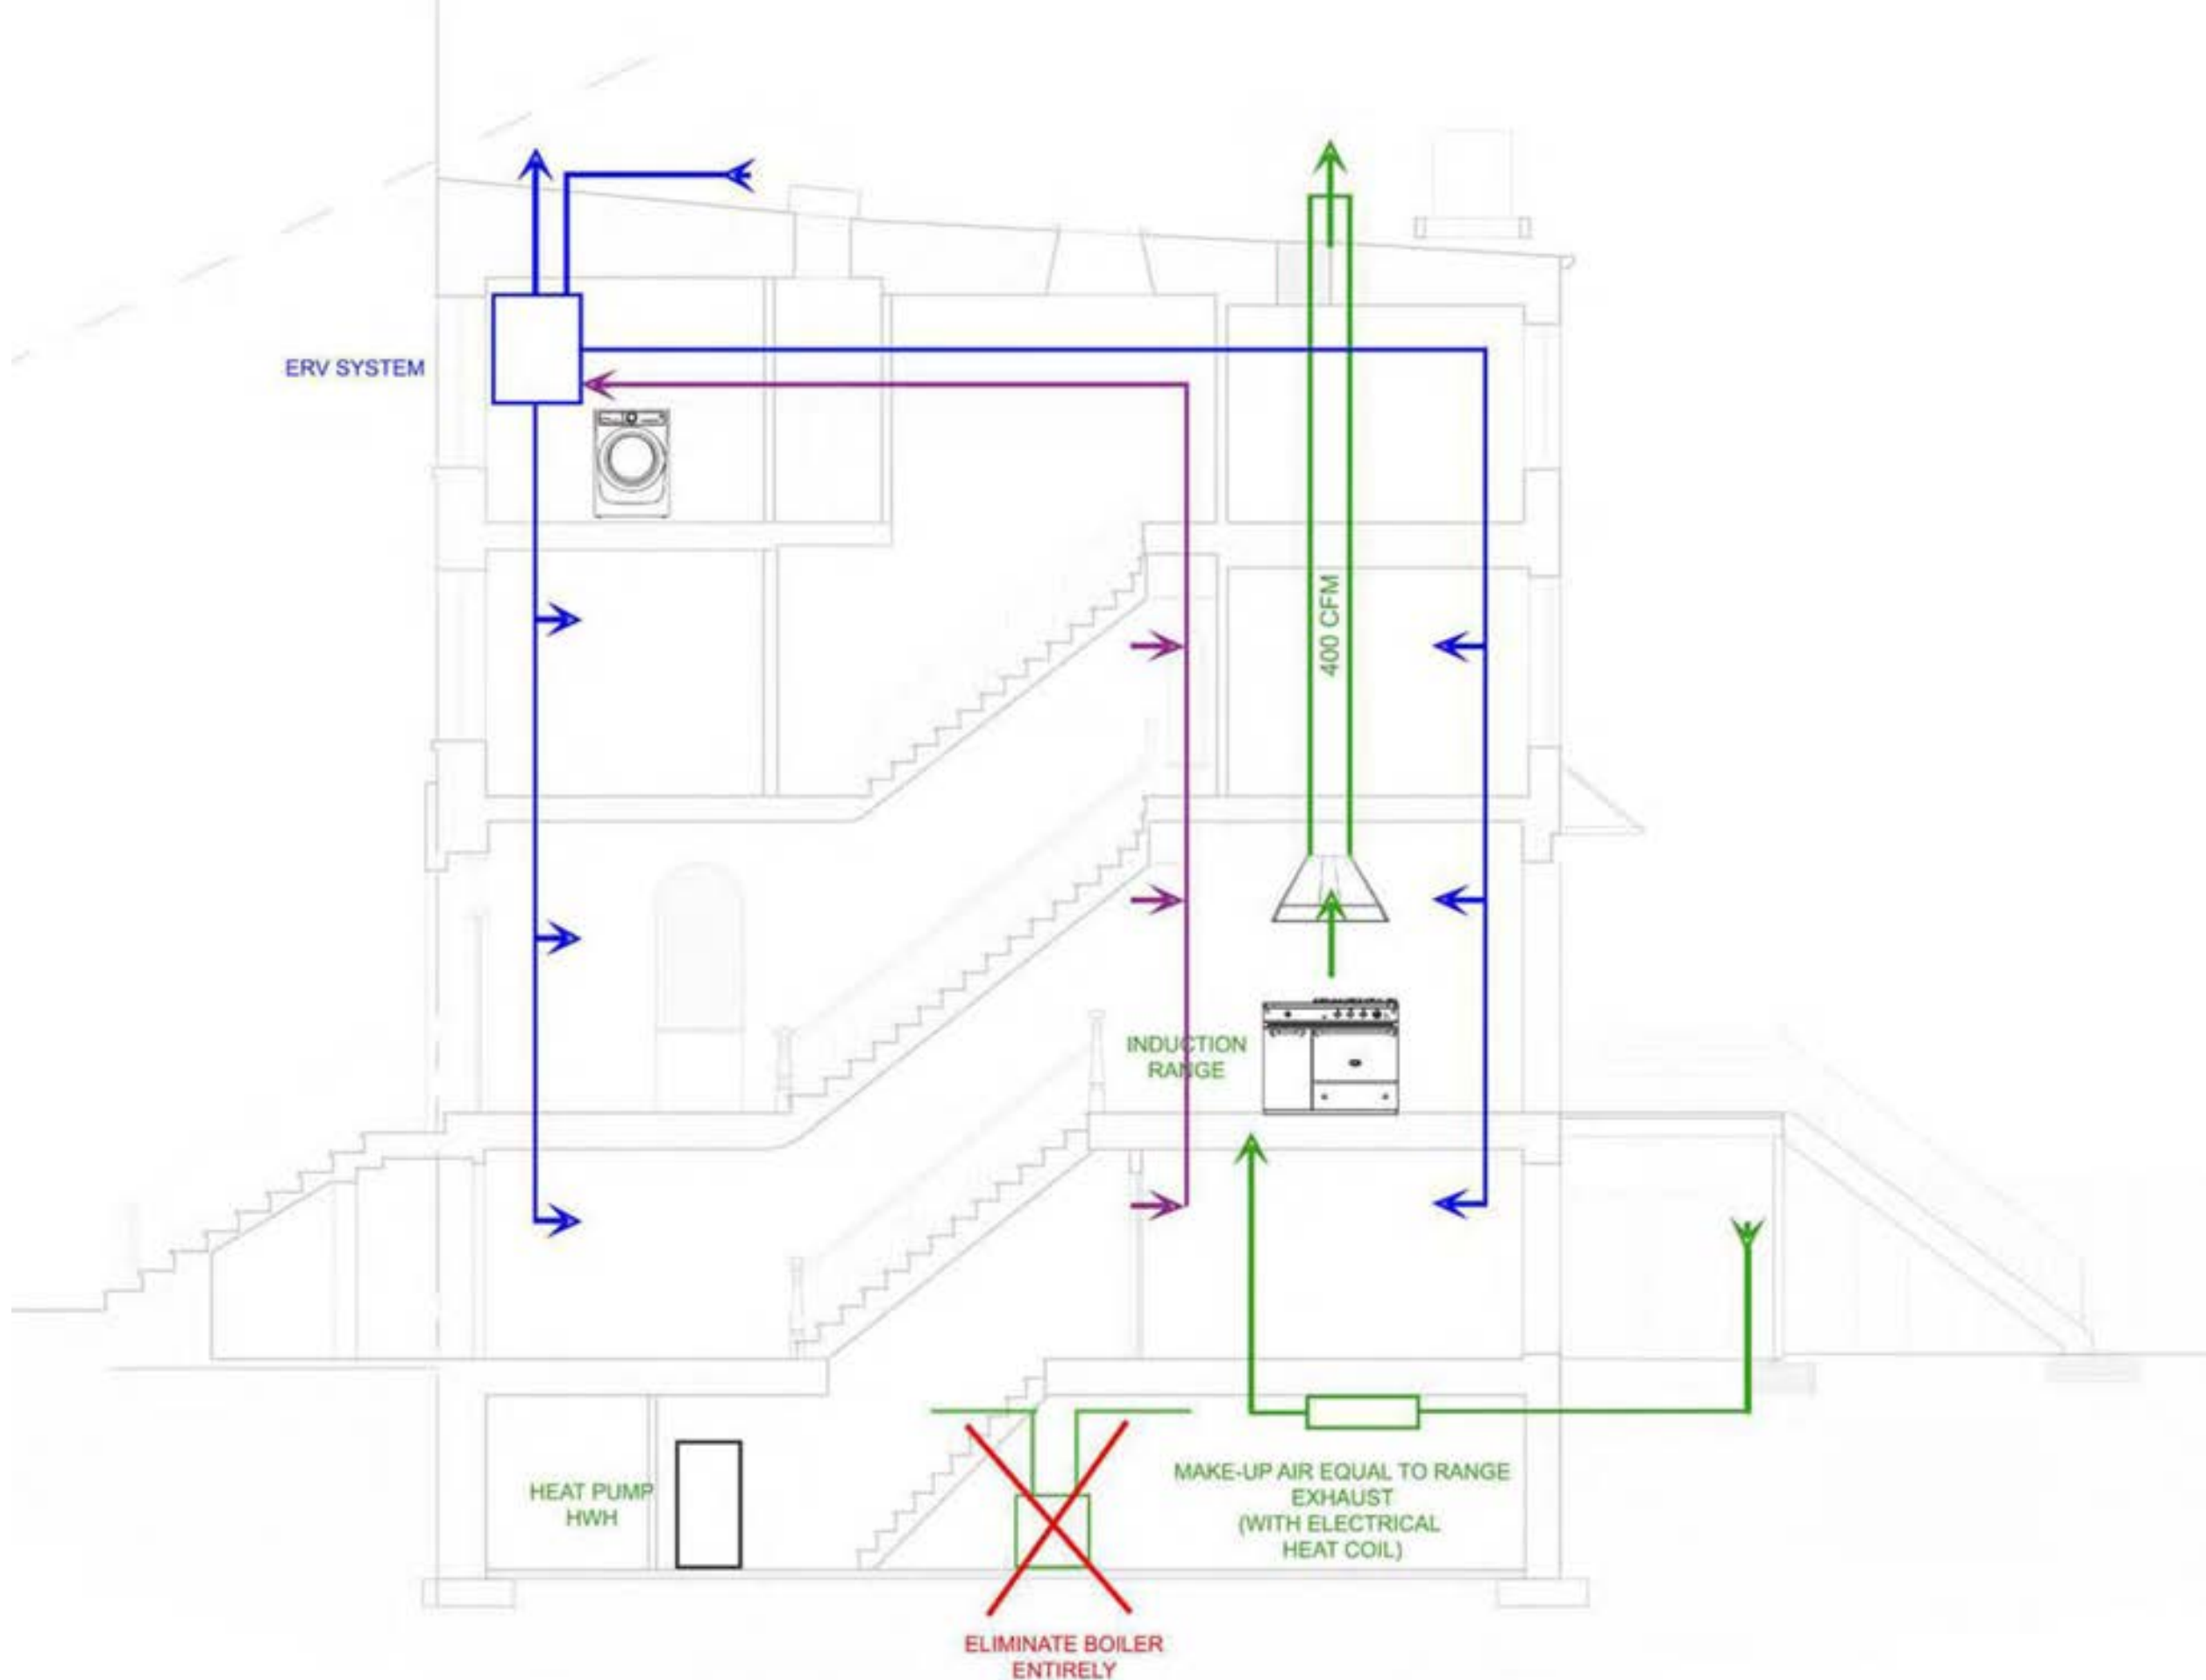 ERV SYSTEM
400 CFM
INDUCTION
RANGE
HEAT PUMP
HWH
MAKE-UP AIR EQUAL TO RANGE
EXHAUST
(WITH ELECTRICAL
HEAT COIL)
ELIMINATE BOILER
ENTIRELY